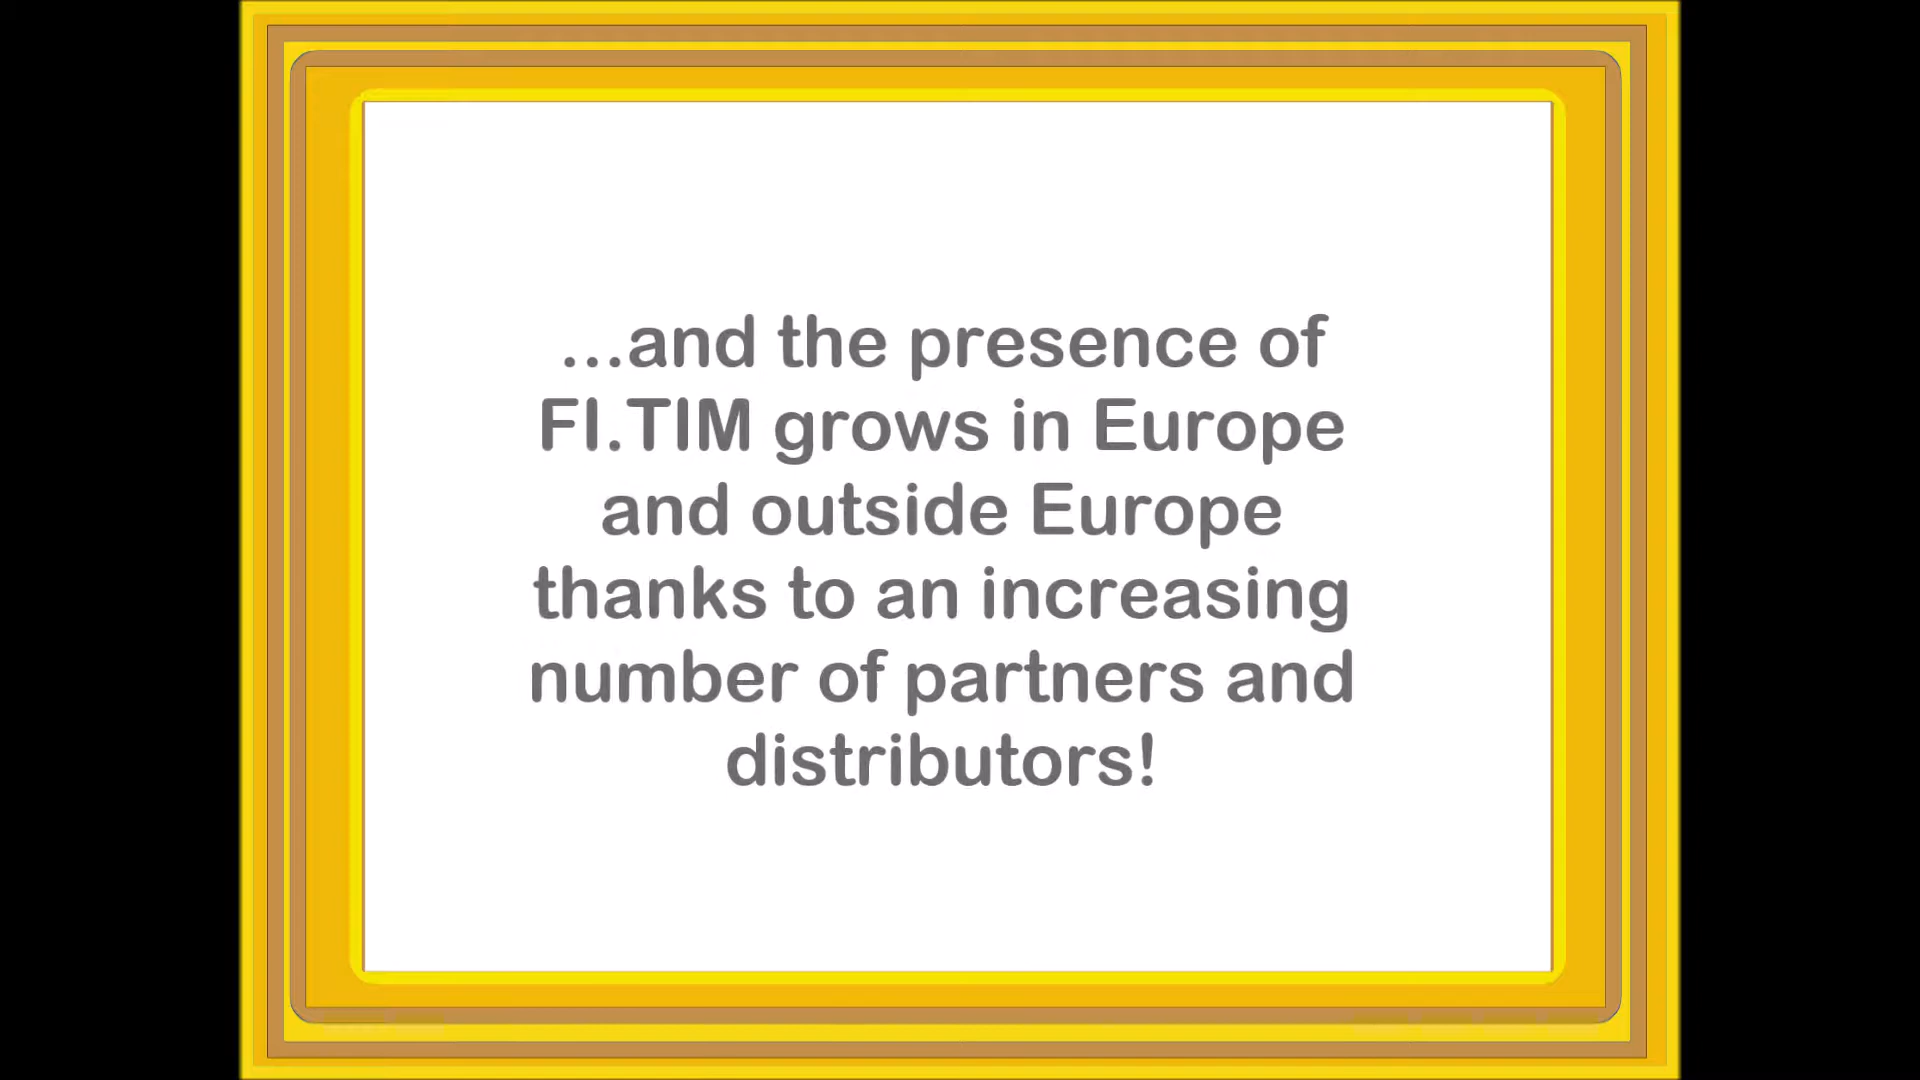 ...and the presence of
FI.TIM grows in Europe
and outside Europe
thanks to an increasing
number of partners and
distributors!